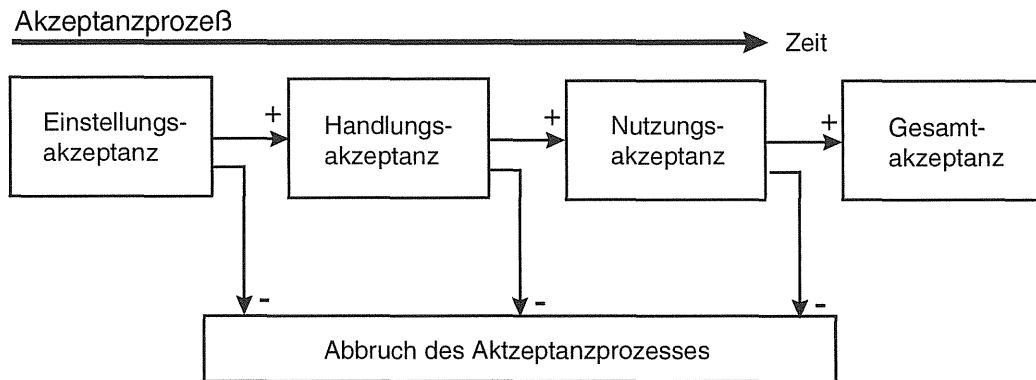 Akzeptanzprozeß
Zeit
Einstellungs-
akzeptanz
+
Handlungs-
akzeptanz
+
Nutzungs-
akzeptanz
+
Gesamt-
akzeptanz
-
-
-
Abbruch des Aktzeptanzprozesses